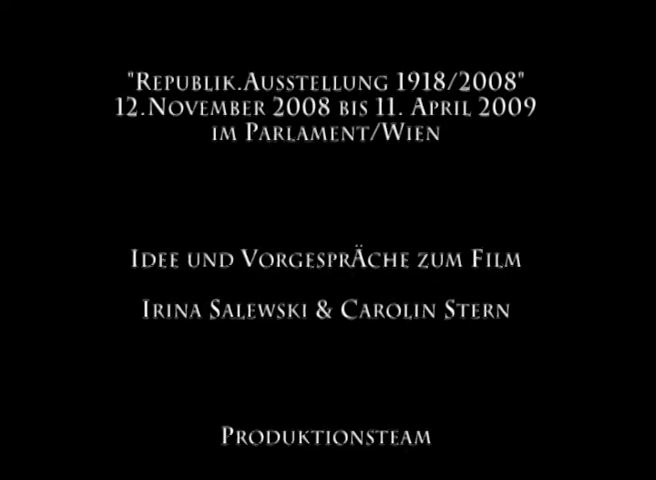 "Republik.Ausstellung 1918/2008"
12.November 2008 bis 11. April 2009
im Parlament/Wien
Idee und VorgesprÄche zum Film
Irina Salewski & Carolin Stern
Produktionsteam